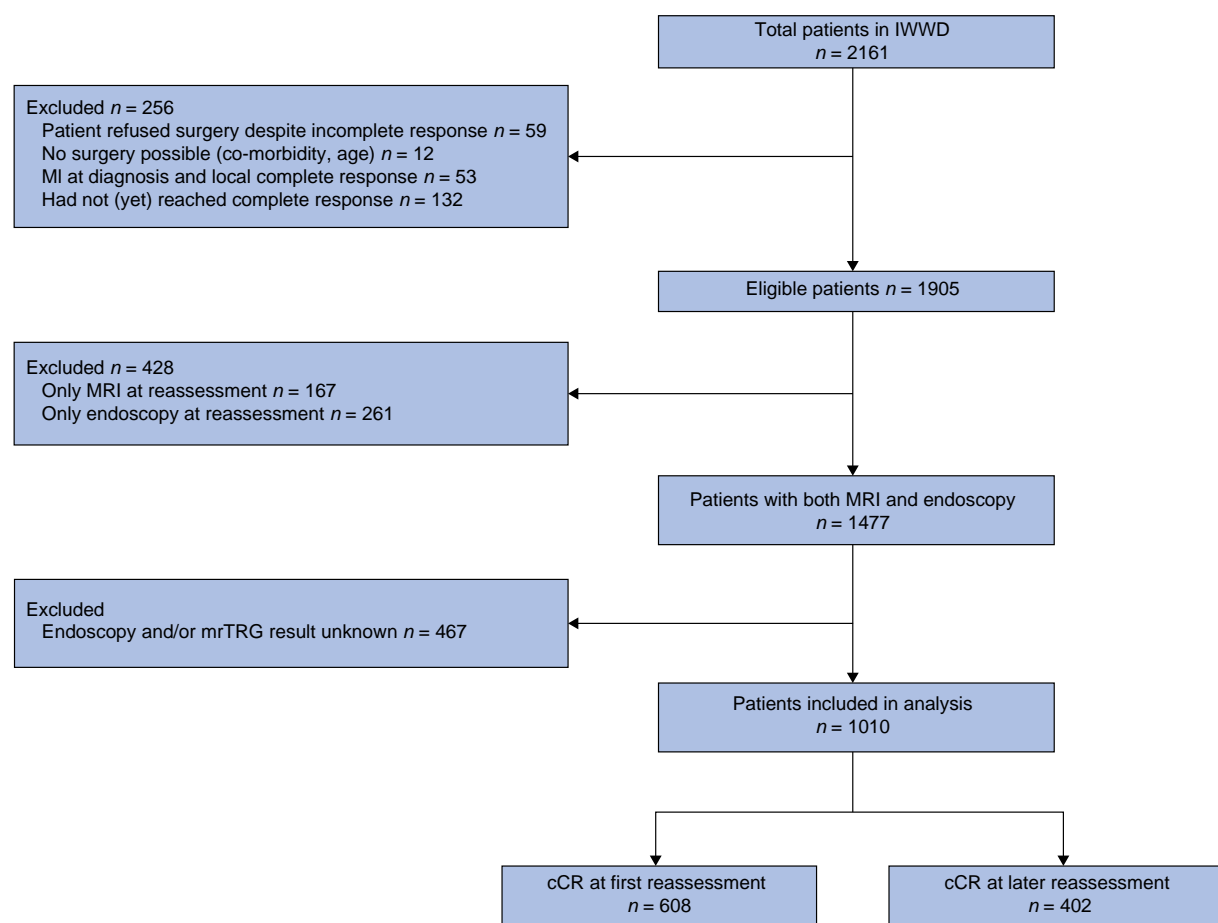 Total patients in IWWD
n = 2161
Excluded n = 256
Patient refused surgery despite incomplete response n = 59
No surgery possible (co-morbidity, age) n = 12
MI at diagnosis and local complete response n = 53
Had not (yet) reached complete response n = 132
Eligible patients n = 1905
Excluded n = 428
Only MRI at reassessment n = 167
Only endoscopy at reassessment n = 261
Patients with both MRI and endoscopy
n = 1477
Excluded
Endoscopy and/or mrTRG result unknown n = 467
Patients included in analysis
n = 1010
cCR at first reassessment
n = 608
cCR at later reassessment
n = 402